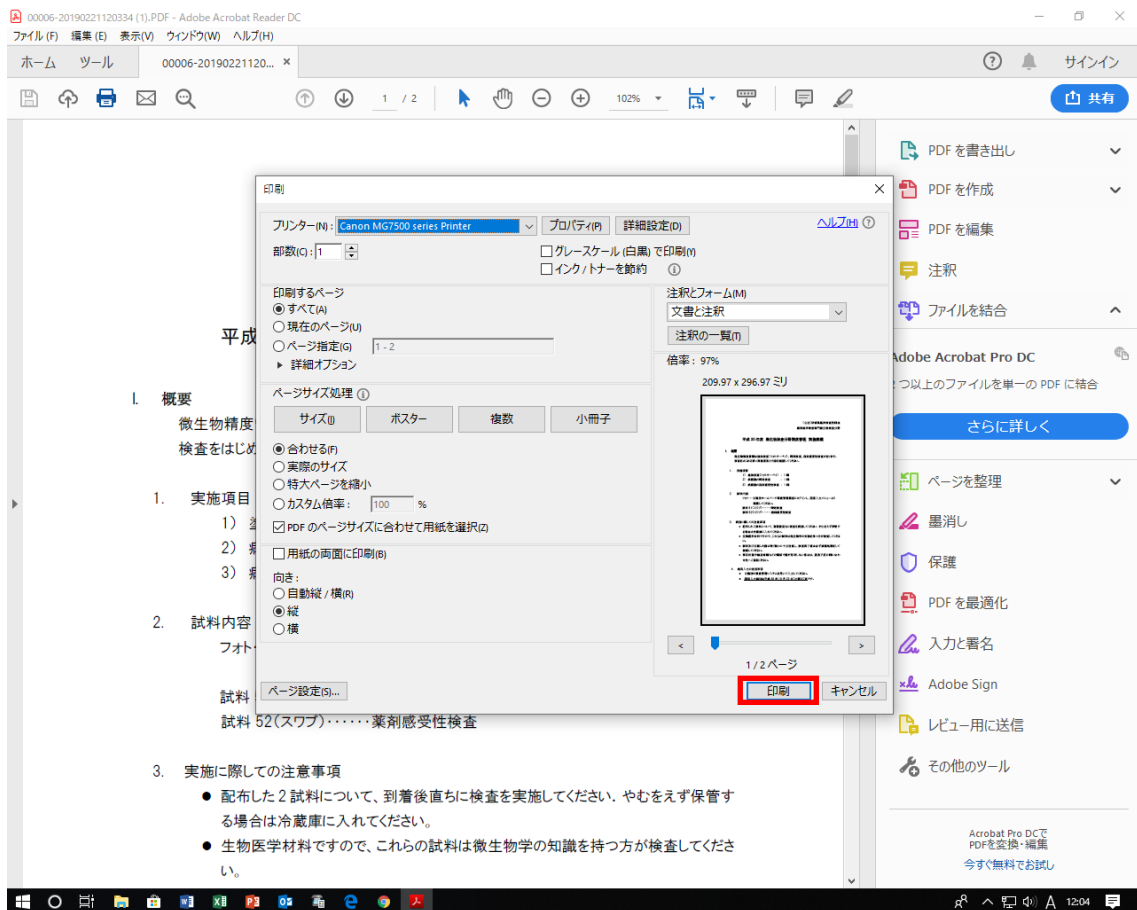 00006-20190221120334 (1).PDF - Adobe Acrobat Reader DC
ファイル(F) 編集(E) 表示(V) ウィンドウ(W) ヘルプ(H)
ホーム ツール 00006-20190221120... × サインイン
1 / 2 102% 共有
印刷
プリンター(N) : Canon MG7500 series Printer プロパティ(P) 詳細設定(D) ヘルプ(H)
部数(C) : 1 グレースケール (白黒) で印刷(Y)
インク / トナーを節約
印刷するページ
すべて(A)
現在のページ(U)
ページ指定(G) 1 - 2
詳細オプション
ページサイズ処理
サイズ(I) ポスター 複数 小冊子
合わせる(F)
実際のサイズ
特大ページを縮小
カスタム倍率 : 100 %
PDF のページサイズに合わせて用紙を選択(Z)
用紙の両面に印刷(B)
向き :
自動縦 / 横(R)
縦
横
注釈とフォーム(M)
文書と注釈
注釈の一覧(T)
倍率 : 97%
209.97 x 296.97 ミリ
< >
1 / 2 ページ
ページ設定(S)... 印刷 キャンセル
平成
I. 概要
微生物精度
検査をはじめ
1. 実施項目
1)
2)
3)
2. 試料内容
フォト
試料
試料 52(スワブ)······薬剤感受性検査
3. 実施に際しての注意事項
● 配布した 2 試料について、到着後直ちに検査を実施してください. やむをえず保管す
る場合は冷蔵庫に入れてください。
● 生物医学材料ですので、これらの試料は微生物学の知識を持つ方が検査してくださ
い。
PDF を書き出し
PDF を作成
PDF を編集
注釈
ファイルを結合
Adobe Acrobat Pro DC
2 つ以上のファイルを単一の PDF に結合
さらに詳しく
ページを整理
墨消し
保護
PDF を最適化
入力と署名
Adobe Sign
レビュー用に送信
その他のツール
Acrobat Pro DCで
PDFを変換・編集
今すぐ無料でお試し
A 12:04